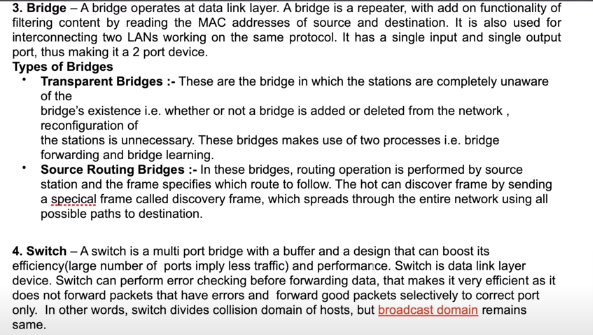 3. Bridge – A bridge operates at data link layer. A bridge is a repeater, with add on functionality of
filtering content by reading the MAC addresses of source and destination. It is also used for
interconnecting two LANs working on the same protocol. It has a single input and single output
port, thus making it a 2 port device.
Types of Bridges
• Transparent Bridges :- These are the bridge in which the stations are completely unaware
of the
bridge's existence i.e. whether or not a bridge is added or deleted from the network ,
reconfiguration of
the stations is unnecessary. These bridges makes use of two processes i.e. bridge
forwarding and bridge learning.
• Source Routing Bridges :- In these bridges, routing operation is performed by source
station and the frame specifies which route to follow. The hot can discover frame by sending
a specical frame called discovery frame, which spreads through the entire network using all
possible paths to destination.
4. Switch – A switch is a multi port bridge with a buffer and a design that can boost its
efficiency(large number of ports imply less traffic) and performance. Switch is data link layer
device. Switch can perform error checking before forwarding data, that makes it very efficient as it
does not forward packets that have errors and forward good packets selectively to correct port
only. In other words, switch divides collision domain of hosts, but broadcast domain remains
same.